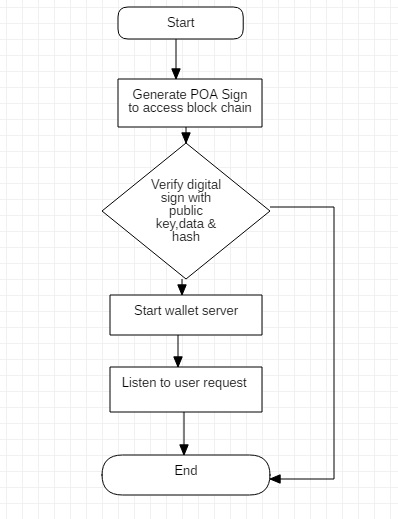 Start
Generate POA Sign
to access block chain
Verify digital
sign with
public
key,data &
hash
Start wallet server
Listen to user request
End